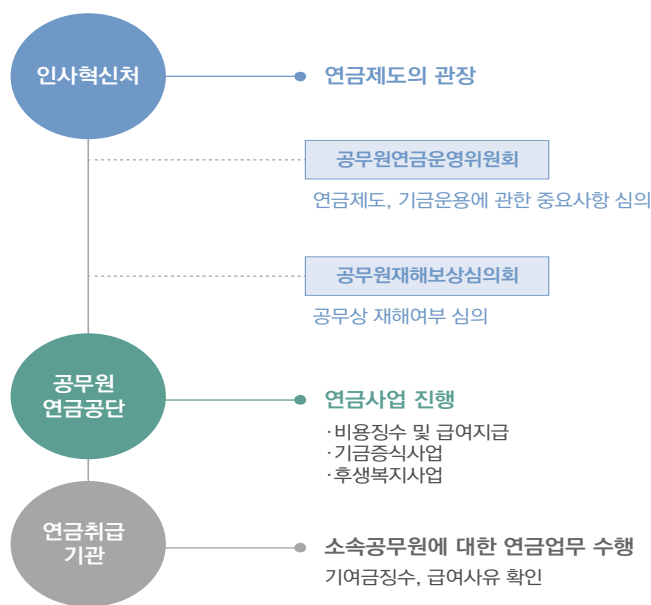 인사혁신처
연금제도의 관장
공무원연금운영위원회
연금제도, 기금운용에 관한 중요사항 심의
공무원재해보상심의회
공무상 재해여부 심의
공무원
연금공단
연금사업 진행
·비용징수 및 급여지급
·기금증식사업
·후생복지사업
연금취급
기관
소속공무원에 대한 연금업무 수행
기여금징수, 급여사유 확인